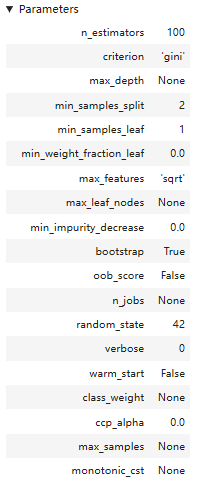 ▼ Parameters
n_estimators 100
criterion 'gini'
max_depth None
min_samples_split 2
min_samples_leaf 1
min_weight_fraction_leaf 0.0
max_features 'sqrt'
max_leaf_nodes None
min_impurity_decrease 0.0
bootstrap True
oob_score False
n_jobs None
random_state 42
verbose 0
warm_start False
class_weight None
ccp_alpha 0.0
max_samples None
monotonic_cst None